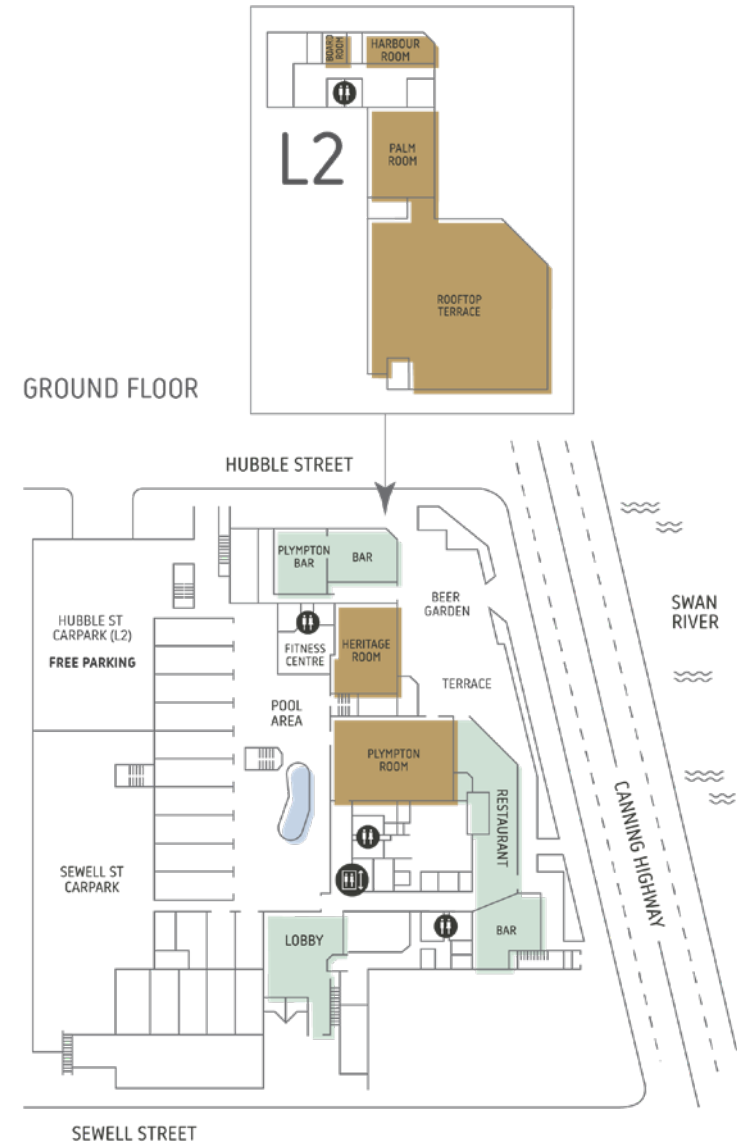 BOARD
ROOM
HARBOUR
ROOM
L2
PALM
ROOM
ROOFTOP
TERRACE
GROUND FLOOR
HUBBLE STREET
PLYMPTON
BAR
BAR
BEER
GARDEN
SWAN
RIVER
HUBBLE ST
CARPARK (L2)
FREE PARKING
FITNESS
CENTRE
HERITAGE
ROOM
TERRACE
POOL
AREA
PLYMPTON
ROOM
RESTAURANT
CANNING HIGHWAY
SEWELL ST
CARPARK
LOBBY
BAR
SEWELL STREET